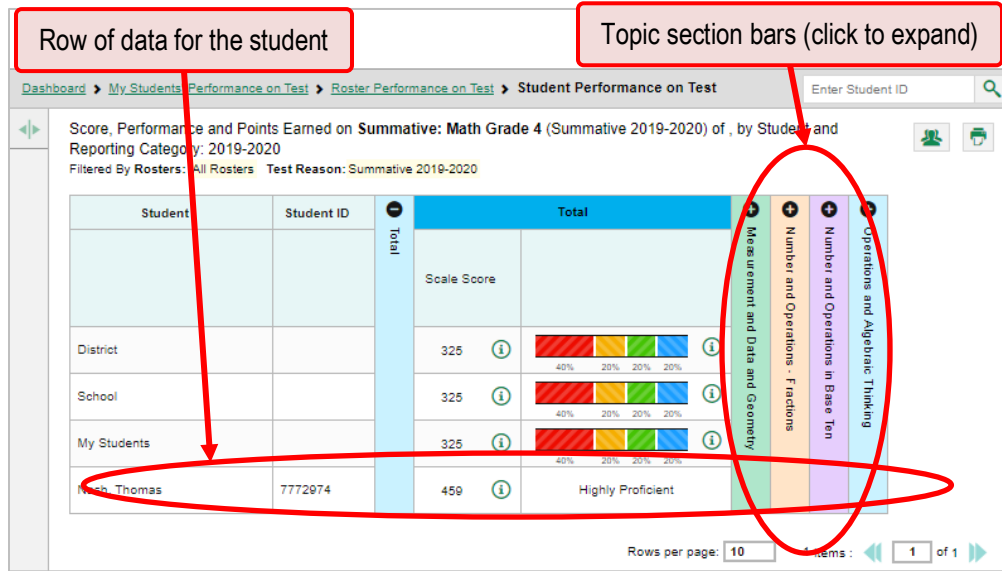 Row of data for the student
Topic section bars (click to expand)
Dashboard > My Students' Performance on Test > Roster Performance on Test > Student Performance on Test
Enter Student ID
Score, Performance and Points Earned on Summative: Math Grade 4 (Summative 2019-2020) of , by Student and
Reporting Category: 2019-2020
Filtered By Rosters: All Rosters Test Reason: Summative 2019-2020
Student
Student ID
Total
Total
Scale Score
Measurement and Data and Geometry
Number and Operations - Fractions
Number and Operations in Base Ten
Operations and Algebraic Thinking
District
325
40% 20% 20% 20%
School
325
40% 20% 20% 20%
My Students
325
40% 20% 20% 20%
Thomas 7772974 459 Highly Proficient
Rows per page: 10
items : 1 of 1